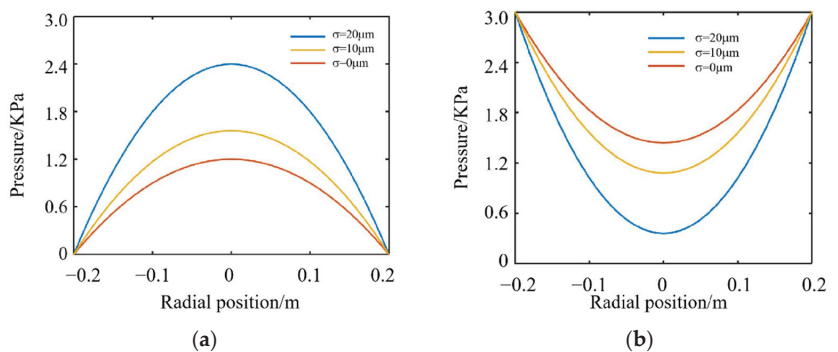 3.0
2.4
1.8
1.2
0.6
0
Pressure/KPa
σ=20μm
σ=10μm
σ=0μm
−0.2
−0.1
0
0.1
0.2
Radial position/m
(a)
3.0
2.4
1.8
1.2
0.6
0
Pressure/KPa
σ=20μm
σ=10μm
σ=0μm
−0.2
−0.1
0
0.1
0.2
Radial position/m
(b)